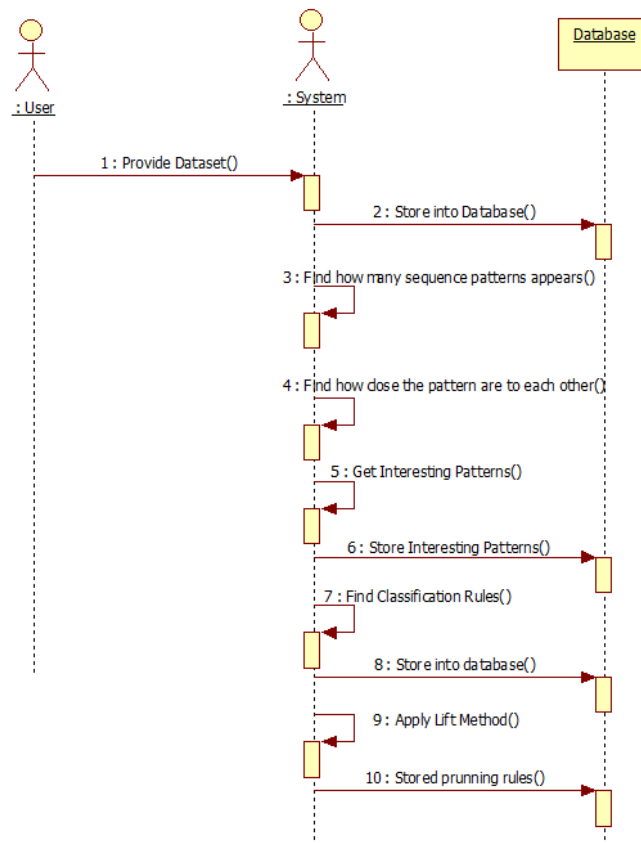 Database
: User
: System
1 : Provide Dataset()
2 : Store into Database()
3 : Find how many sequence patterns appears()
4 : Find how close the pattern are to each other()
5 : Get Interesting Patterns()
6 : Store Interesting Patterns()
7 : Find Classification Rules()
8 : Store into database()
9 : Apply Lift Method()
10 : Stored prunning rules()